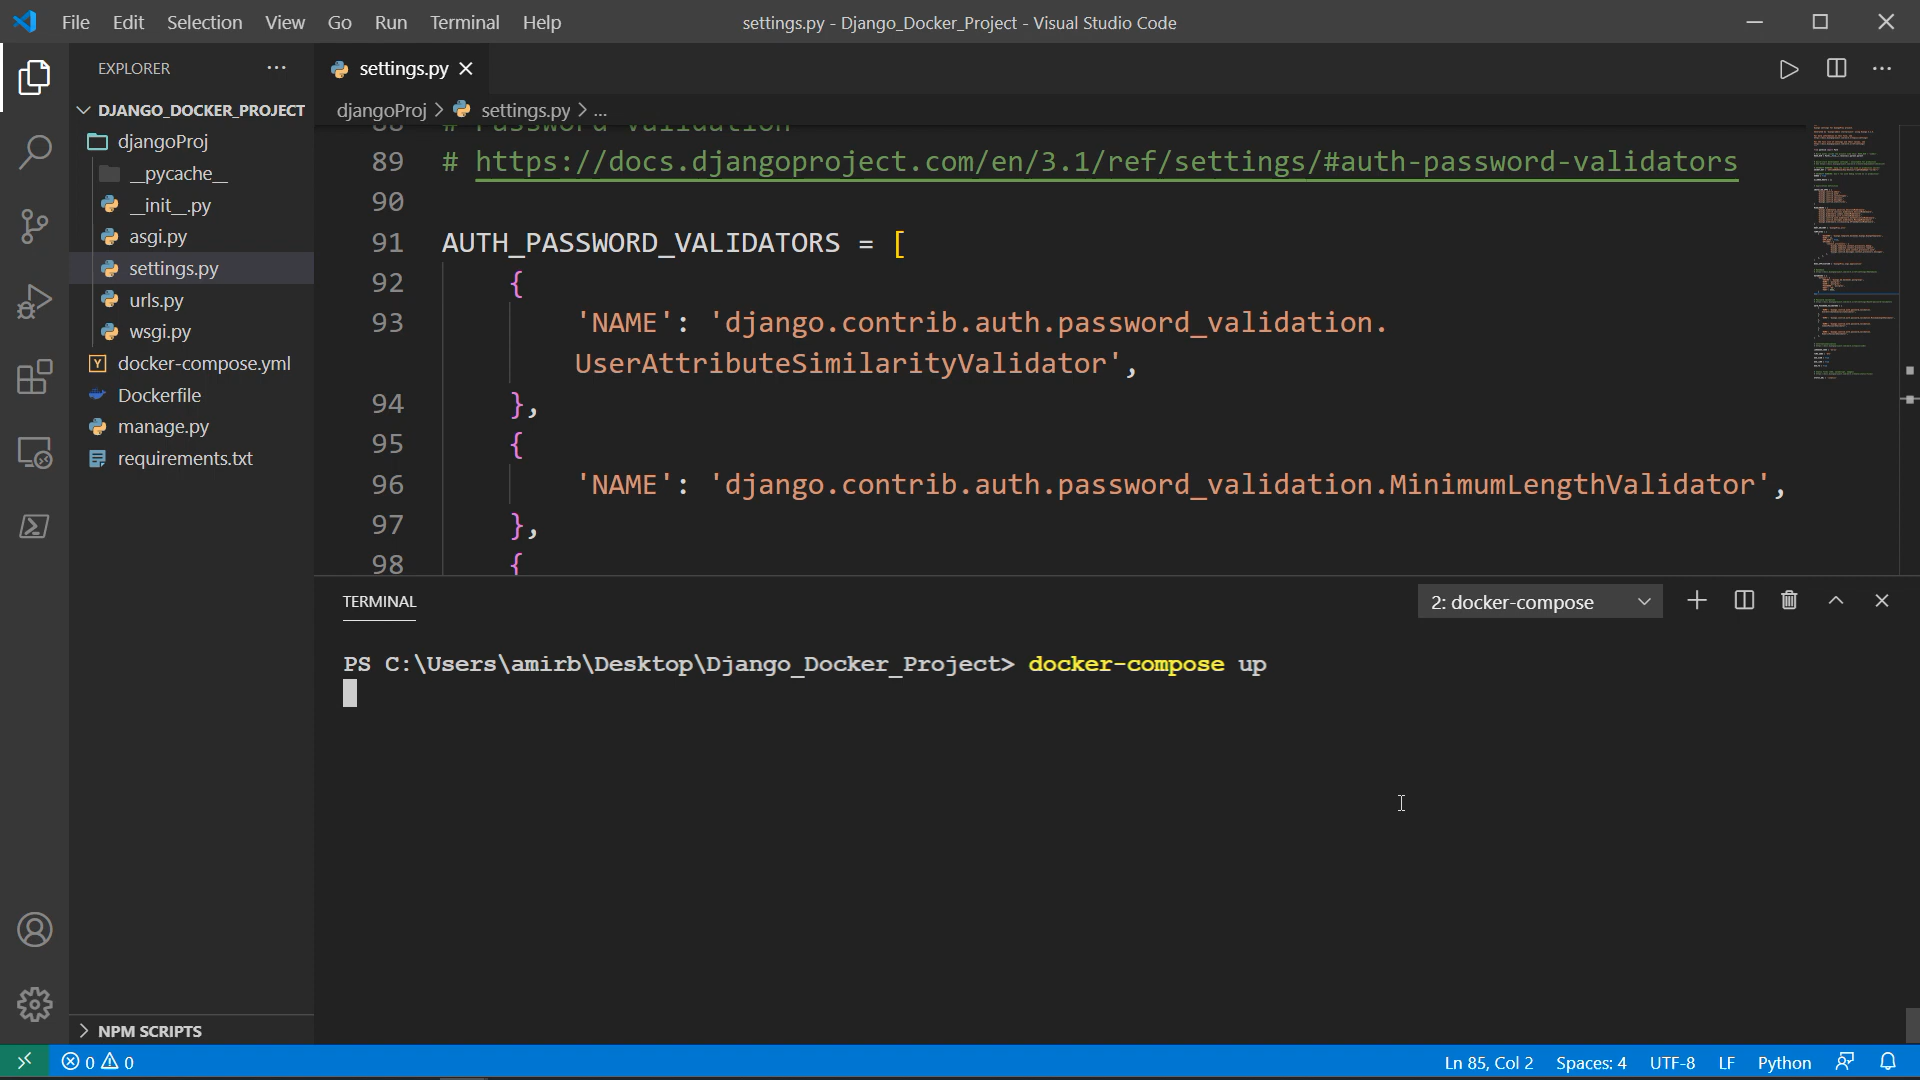 File Edit Selection View Go Run Terminal Help
settings.py - Django_Docker_Project - Visual Studio Code
EXPLORER
settings.py
DJANGO_DOCKER_PROJECT
djangoProj > settings.py > ...
djangoProj
__pycache__
__init__.py
asgi.py
settings.py
urls.py
wsgi.py
docker-compose.yml
Dockerfile
manage.py
requirements.txt
NPM SCRIPTS
88 # Password validation
89 # https://docs.djangoproject.com/en/3.1/ref/settings/#auth-password-validators
90
91 AUTH_PASSWORD_VALIDATORS = [
92 {
93 'NAME': 'django.contrib.auth.password_validation.
UserAttributeSimilarityValidator',
94 },
95 {
96 'NAME': 'django.contrib.auth.password_validation.MinimumLengthValidator',
97 },
98 {
TERMINAL
2: docker-compose
PS C:\Users\amirb\Desktop\Django_Docker_Project> docker-compose up
0 0
Ln 85, Col 2 Spaces: 4 UTF-8 LF Python